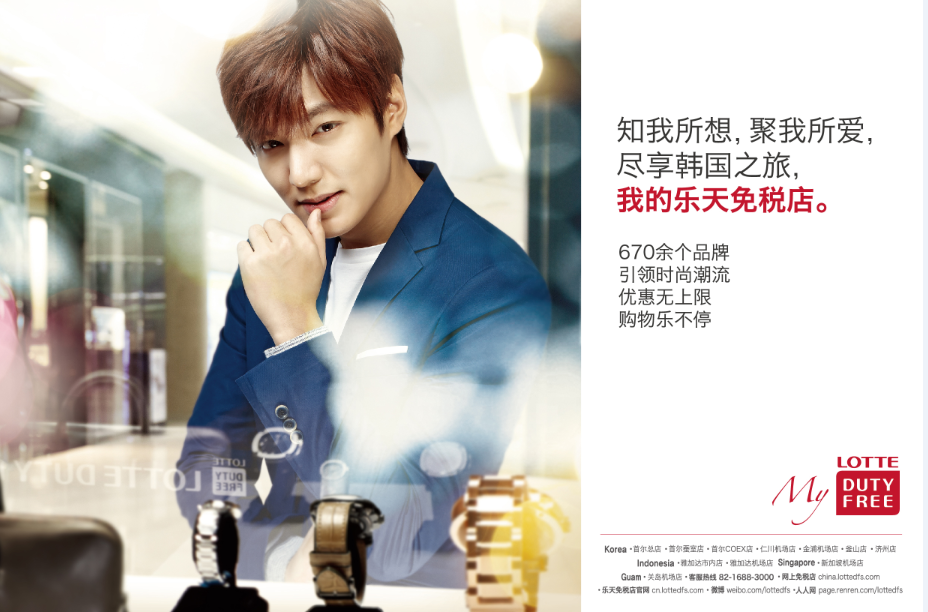 知我所想, 聚我所爱,
尽享韩国之旅,
我的乐天免税店。
670余个品牌
引领时尚潮流
优惠无上限
购物乐不停
LOTTE
My DUTY
FREE
LOTTE DUTY
LOTTE
DUTY
FREE
Korea •首尔总店 •首尔蚕室店 •首尔COEX店 •仁川机场店 •金浦机场店 •釜山店 •济州店
Indonesia •雅加达市内店 •雅加达机场店 Singapore •新加坡机场店
Guam •关岛机场店 •客服热线 82-1688-3000 •网上免税店 china.lottedfs.com
•乐天免税店官网 cn.lottedfs.com •微博 weibo.com/lottedfs •人人网 page.renren.com/lottedfs